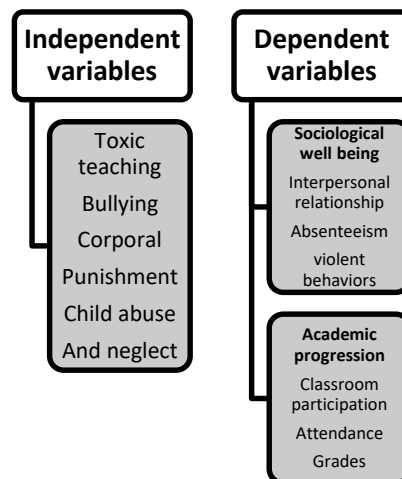 Independent
variables
Toxic
teaching
Bullying
Corporal
Punishment
Child abuse
And neglect
Dependent
variables
Sociological
well being
Interpersonal
relationship
Absenteeism
violent
behaviors
Academic
progression
Classroom
participation
Attendance
Grades